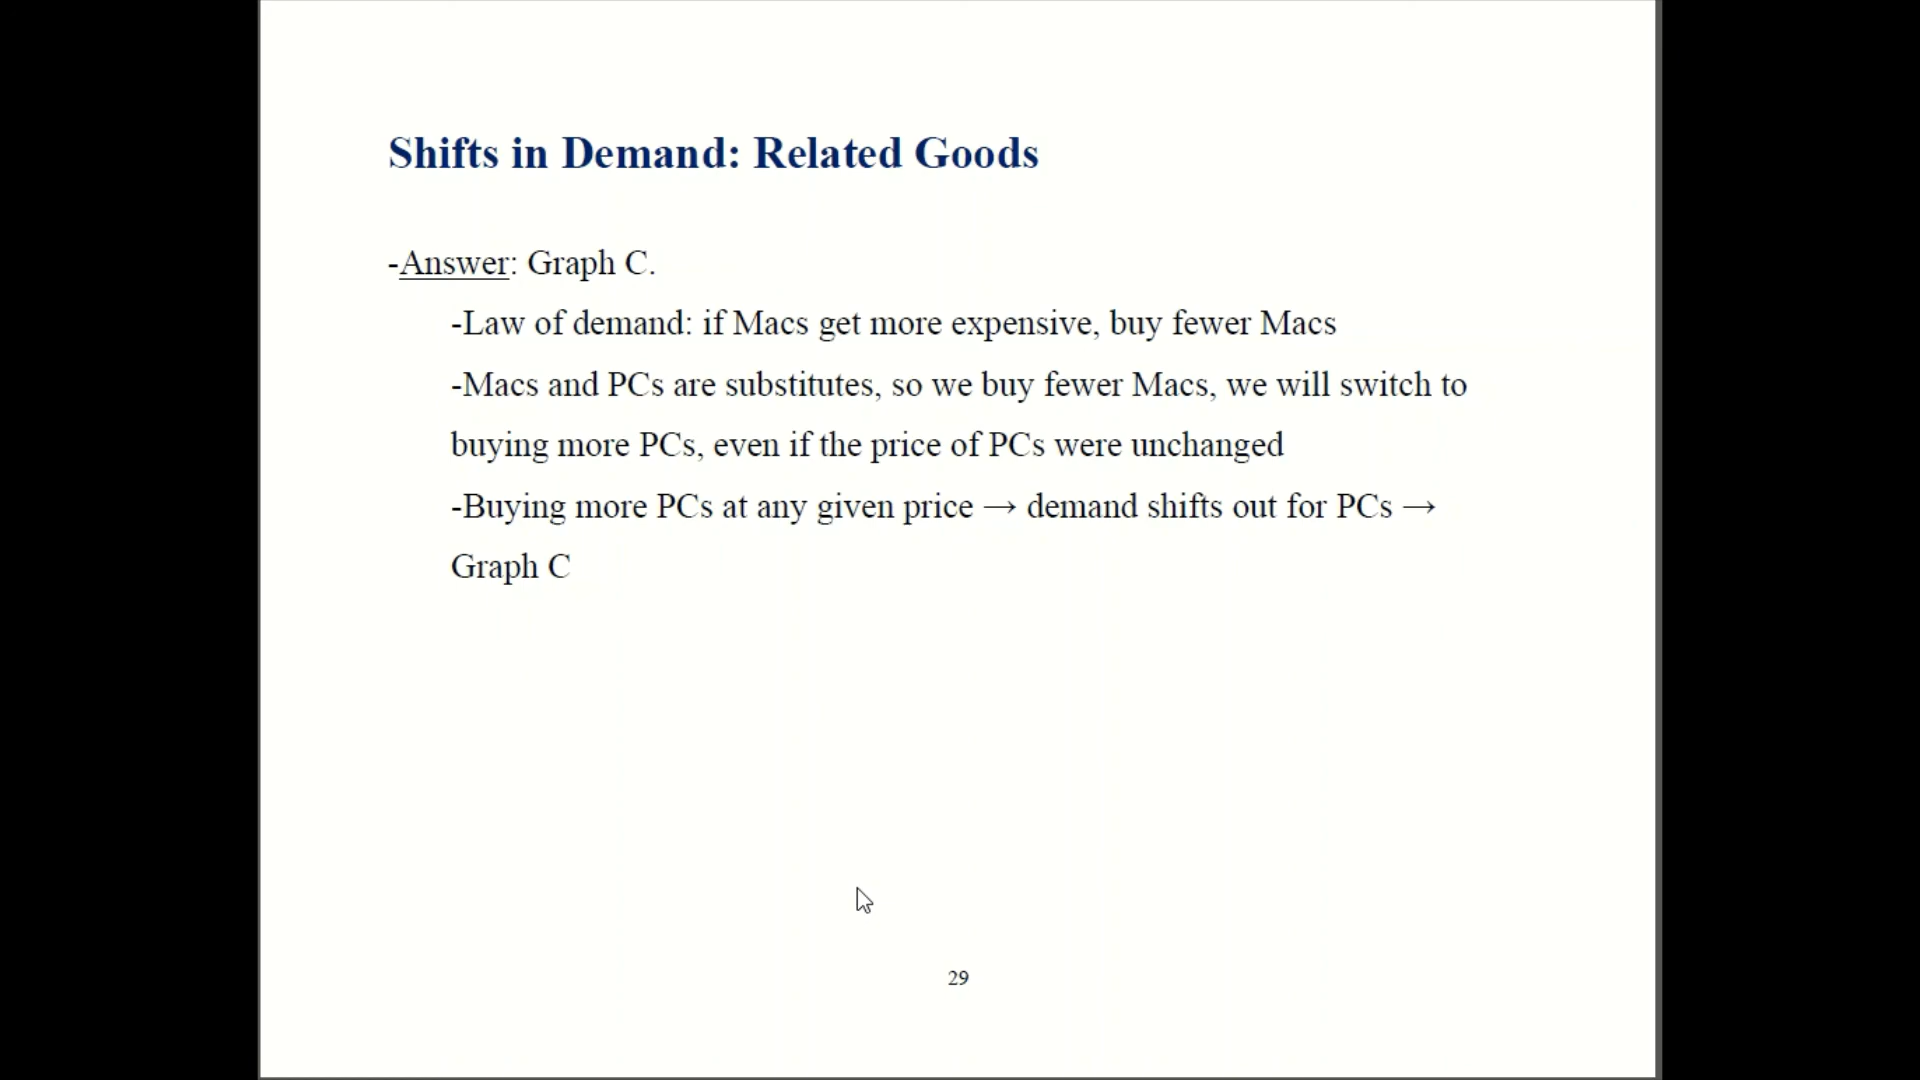 Shifts in Demand: Related Goods
-Answer: Graph C.
-Law of demand: if Macs get more expensive, buy fewer Macs
-Macs and PCs are substitutes, so we buy fewer Macs, we will switch to
buying more PCs, even if the price of PCs were unchanged
-Buying more PCs at any given price → demand shifts out for PCs →
Graph C
29